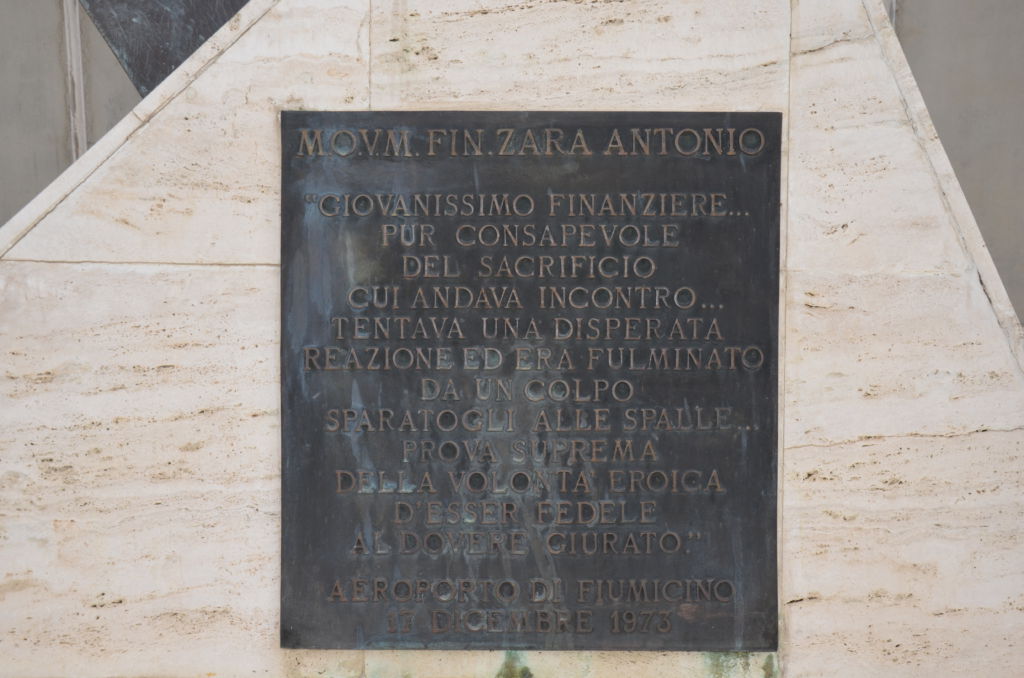 M.O.V.M. FIN. ZARA ANTONIO
"GIOVANISSIMO FINANZIERE...
PUR CONSAPEVOLE
DEL SACRIFICIO
CUI ANDAVA INCONTRO...
TENTAVA UNA DISPERATA
REAZIONE ED ERA FULMINATO
DA UN COLPO
SPARATOGLI ALLE SPALLE...
PROVA SUPREMA
DELLA VOLONTÀ EROICA
D'ESSER FEDELE
AL DOVERE GIURATO."
AEROPORTO DI FIUMICINO
17 DICEMBRE 1973